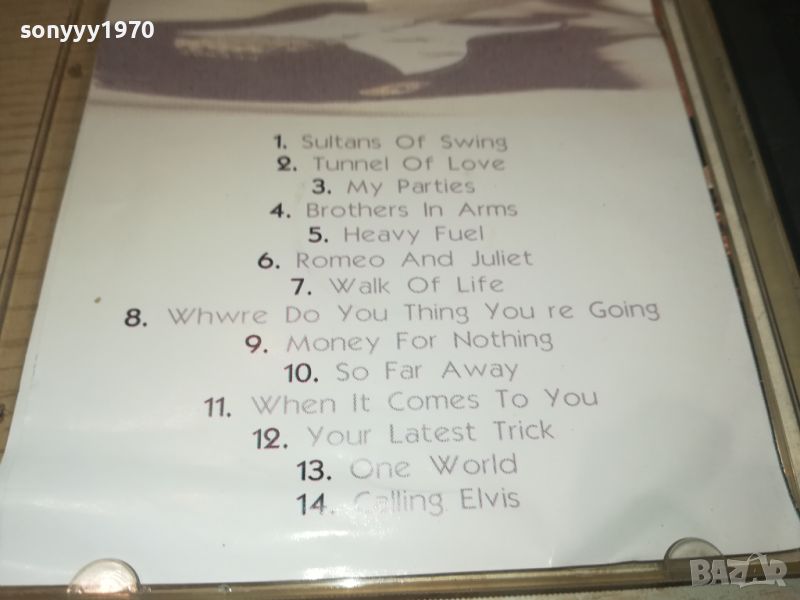 sonyyy1970
1. Sultans Of Swing
2. Tunnel Of Love
3. My Parties
4. Brothers In Arms
5. Heavy Fuel
6. Romeo And Juliet
7. Walk Of Life
8. Whwre Do You Thing You re Going
9. Money For Nothing
10. So Far Away
11. When It Comes To You
12. Your Latest Trick
13. One World
14. Calling Elvis
BAZAR